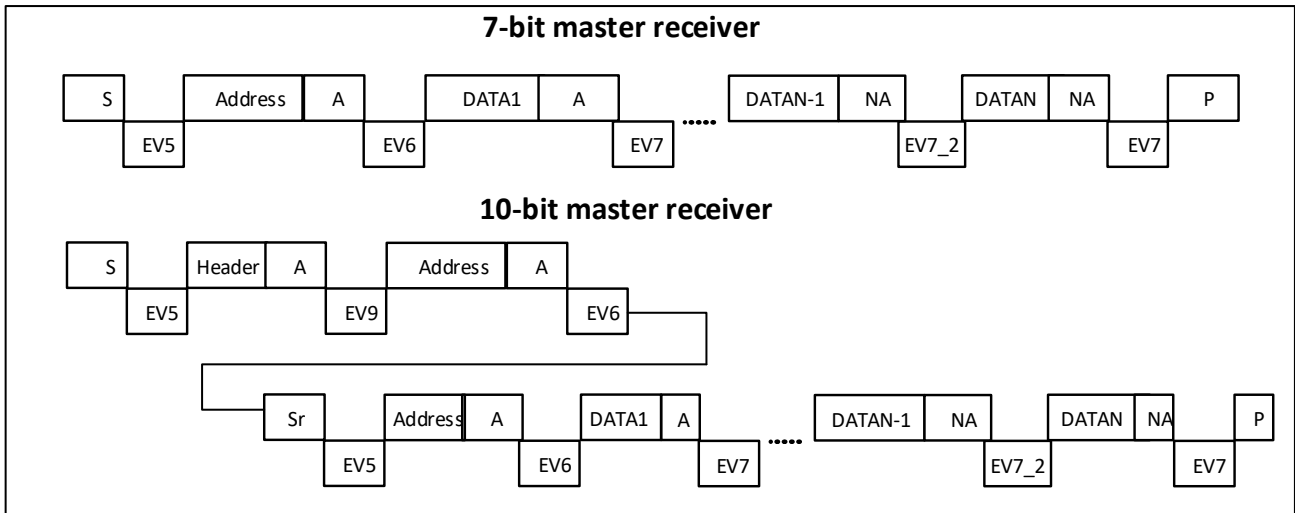 7-bit master receiver
S Address A DATA1 A ..... DATAN-1 NA DATAN NA P
EV5 EV6 EV7 EV7_2 EV7
10-bit master receiver
S Header A Address A
EV5 EV9 EV6
Sr Address A DATA1 A ..... DATAN-1 NA DATAN NA P
EV5 EV6 EV7 EV7_2 EV7